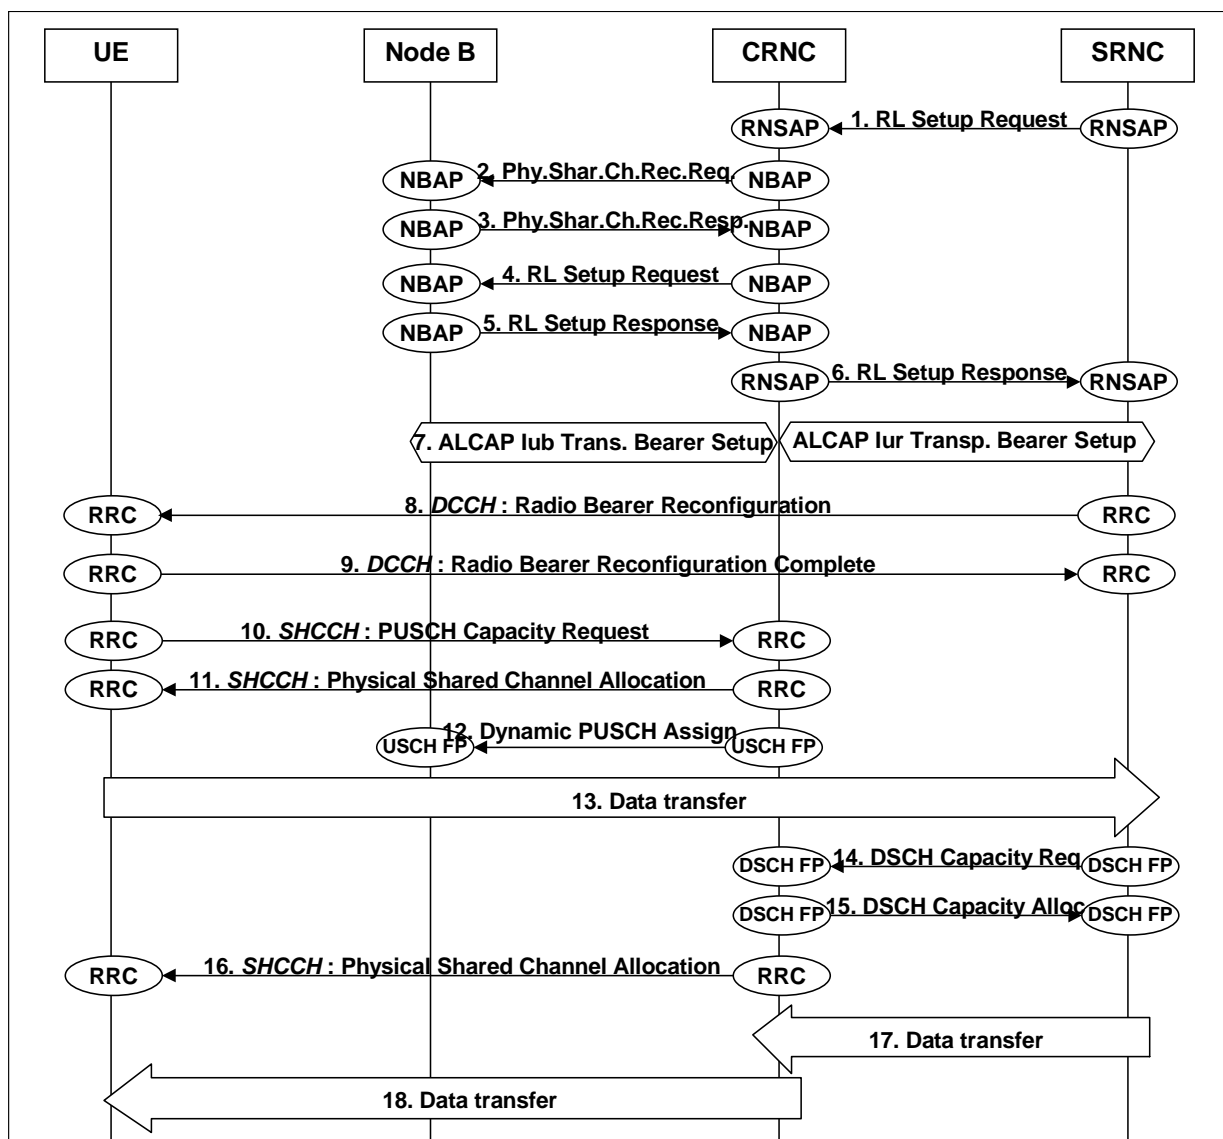 UE Node B CRNC SRNC
RNSAP 1. RL Setup Request RNSAP
NBAP 2. Phy.Shar.Ch.Rec.Req. NBAP
NBAP 3. Phy.Shar.Ch.Rec.Resp. NBAP
NBAP 4. RL Setup Request NBAP
NBAP 5. RL Setup Response NBAP
RNSAP 6. RL Setup Response RNSAP
7. ALCAP Iub Trans. Bearer Setup ALCAP Iur Transp. Bearer Setup
RRC 8. DCCH : Radio Bearer Reconfiguration RRC
RRC 9. DCCH : Radio Bearer Reconfiguration Complete RRC
RRC 10. SHCCH : PUSCH Capacity Request RRC
RRC 11. SHCCH : Physical Shared Channel Allocation RRC
USCH FP 12. Dynamic PUSCH Assign USCH FP
13. Data transfer
DSCH FP 14. DSCH Capacity Req DSCH FP
DSCH FP 15. DSCH Capacity Alloc DSCH FP
RRC 16. SHCCH : Physical Shared Channel Allocation RRC
17. Data transfer
18. Data transfer